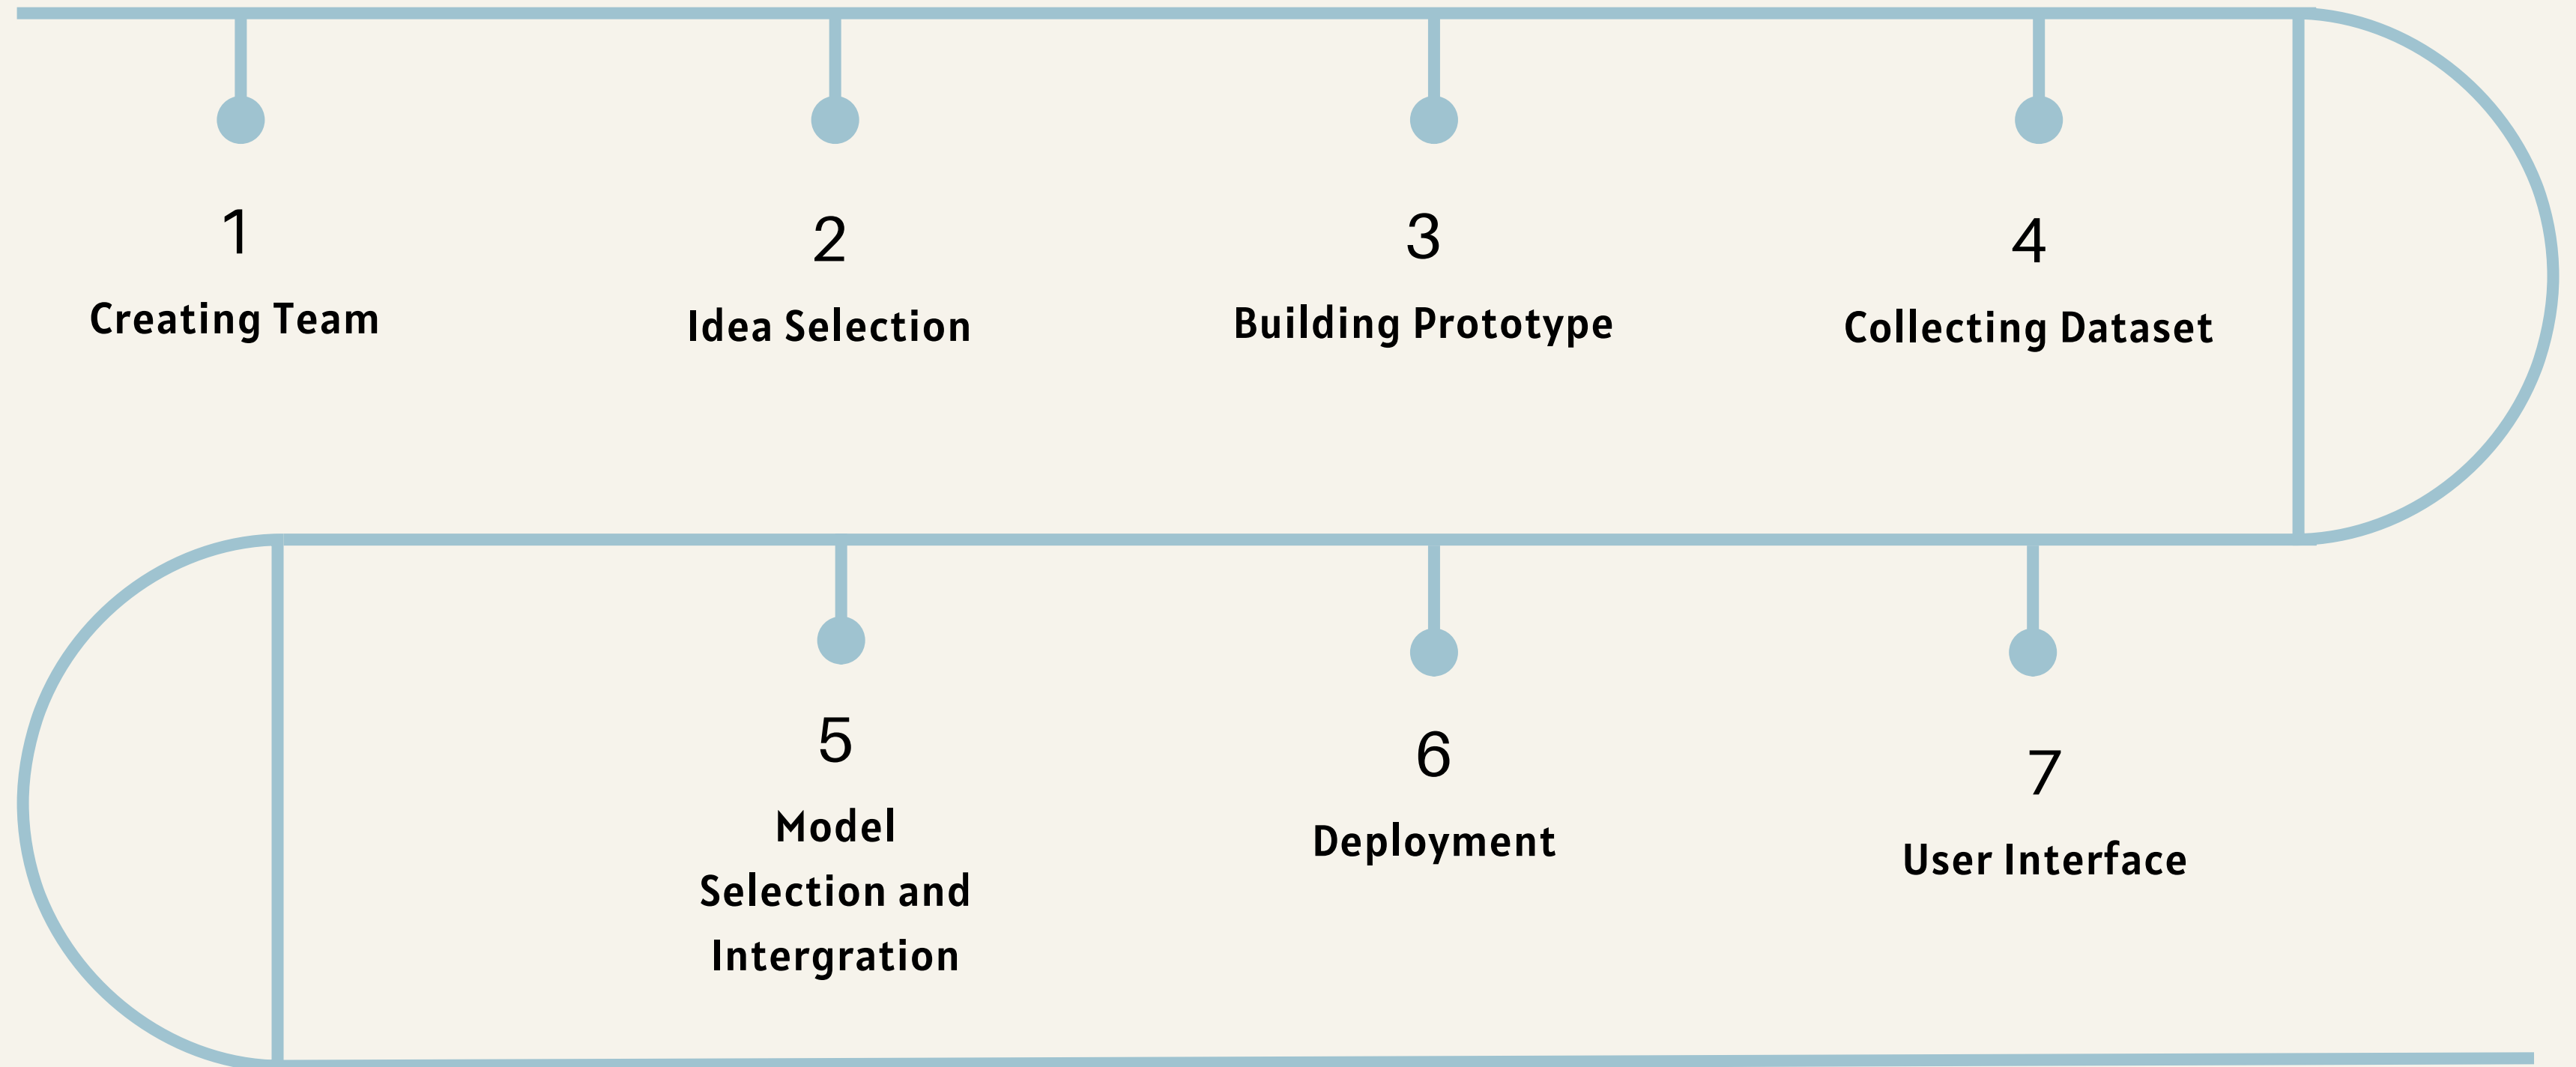 1
Creating Team
2
Idea Selection
3
Building Prototype
4
Collecting Dataset
5
Model
Selection and
Intergration
6
Deployment
7
User Interface